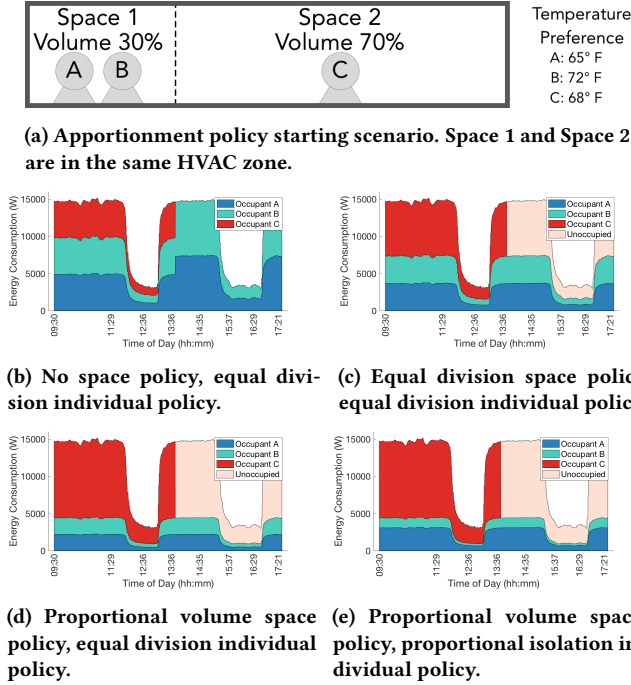 Space 1
Volume 30%
A B
Space 2
Volume 70%
C
Temperature
Preference
A: 65° F
B: 72° F
C: 68° F
(a) Apportionment policy starting scenario. Space 1 and Space 2
are in the same HVAC zone.
Energy Consumption (W)
15000
10000
5000
0
Occupant A
Occupant B
Occupant C
09:30 11:29 12:36 13:36 14:35 15:37 16:29 17:21
Time of Day (hh:mm)
(b) No space policy, equal divi-
sion individual policy.
Energy Consumption (W)
15000
10000
5000
0
Occupant A
Occupant B
Occupant C
Unoccupied
09:30 11:29 12:36 13:36 14:35 15:37 16:29 17:21
Time of Day (hh:mm)
(c) Equal division space polic
equal division individual polic
Energy Consumption (W)
15000
10000
5000
0
Occupant A
Occupant B
Occupant C
Unoccupied
09:30 11:29 12:36 13:36 14:35 15:37 16:29 17:21
Time of Day (hh:mm)
(d) Proportional volume space
policy, equal division individual
policy.
Energy Consumption (W)
15000
10000
5000
0
Occupant A
Occupant B
Occupant C
Unoccupied
09:30 11:29 12:36 13:36 14:35 15:37 16:29 17:21
Time of Day (hh:mm)
(e) Proportional volume spac
policy, proportional isolation in
dividual policy.